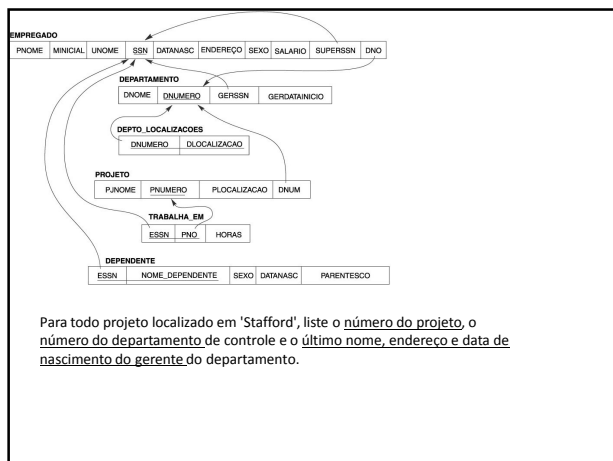 EMPREGADO
PNOME MINICIAL UNOME SSN DATANASC ENDEREÇO SEXO SALARIO SUPERSSN DNO
DEPARTAMENTO
DNOME DNUMERO GERSSN GERDATAINICIO
DEPTO_LOCALIZACOES
DNUMERO DLOCALIZACAO
PROJETO
PJNOME PNUMERO PLOCALIZACAO DNUM
TRABALHA_EM
ESSN PNO HORAS
DEPENDENTE
ESSN NOME_DEPENDENTE SEXO DATANASC PARENTESCO
Para todo projeto localizado em 'Stafford', liste o número do projeto, o
número do departamento de controle e o último nome, endereço e data de
nascimento do gerente do departamento.